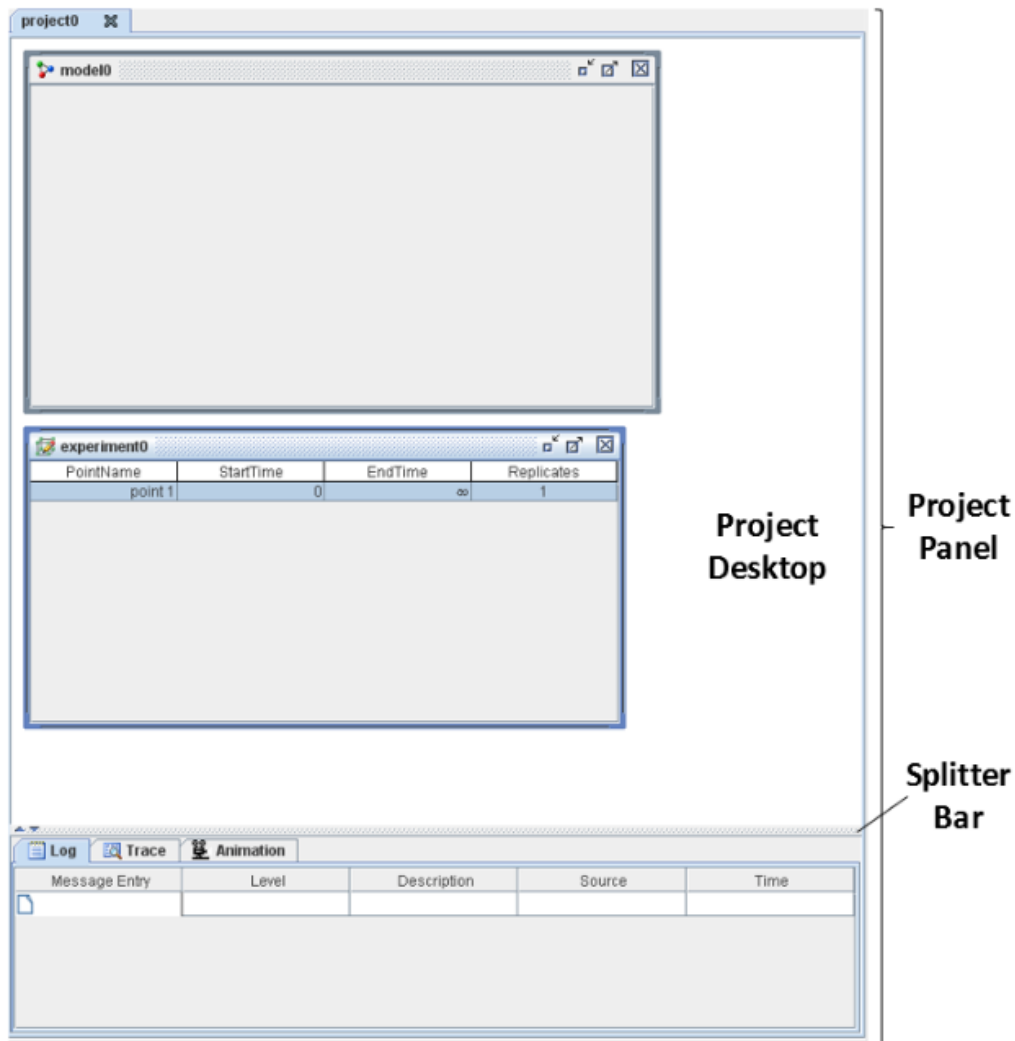 project0
model0
experiment0
PointName StartTime EndTime Replicates
point 1 0 ∞ 1
Project
Desktop
Project
Panel
Splitter
Bar
Log Trace Animation
Message Entry Level Description Source Time